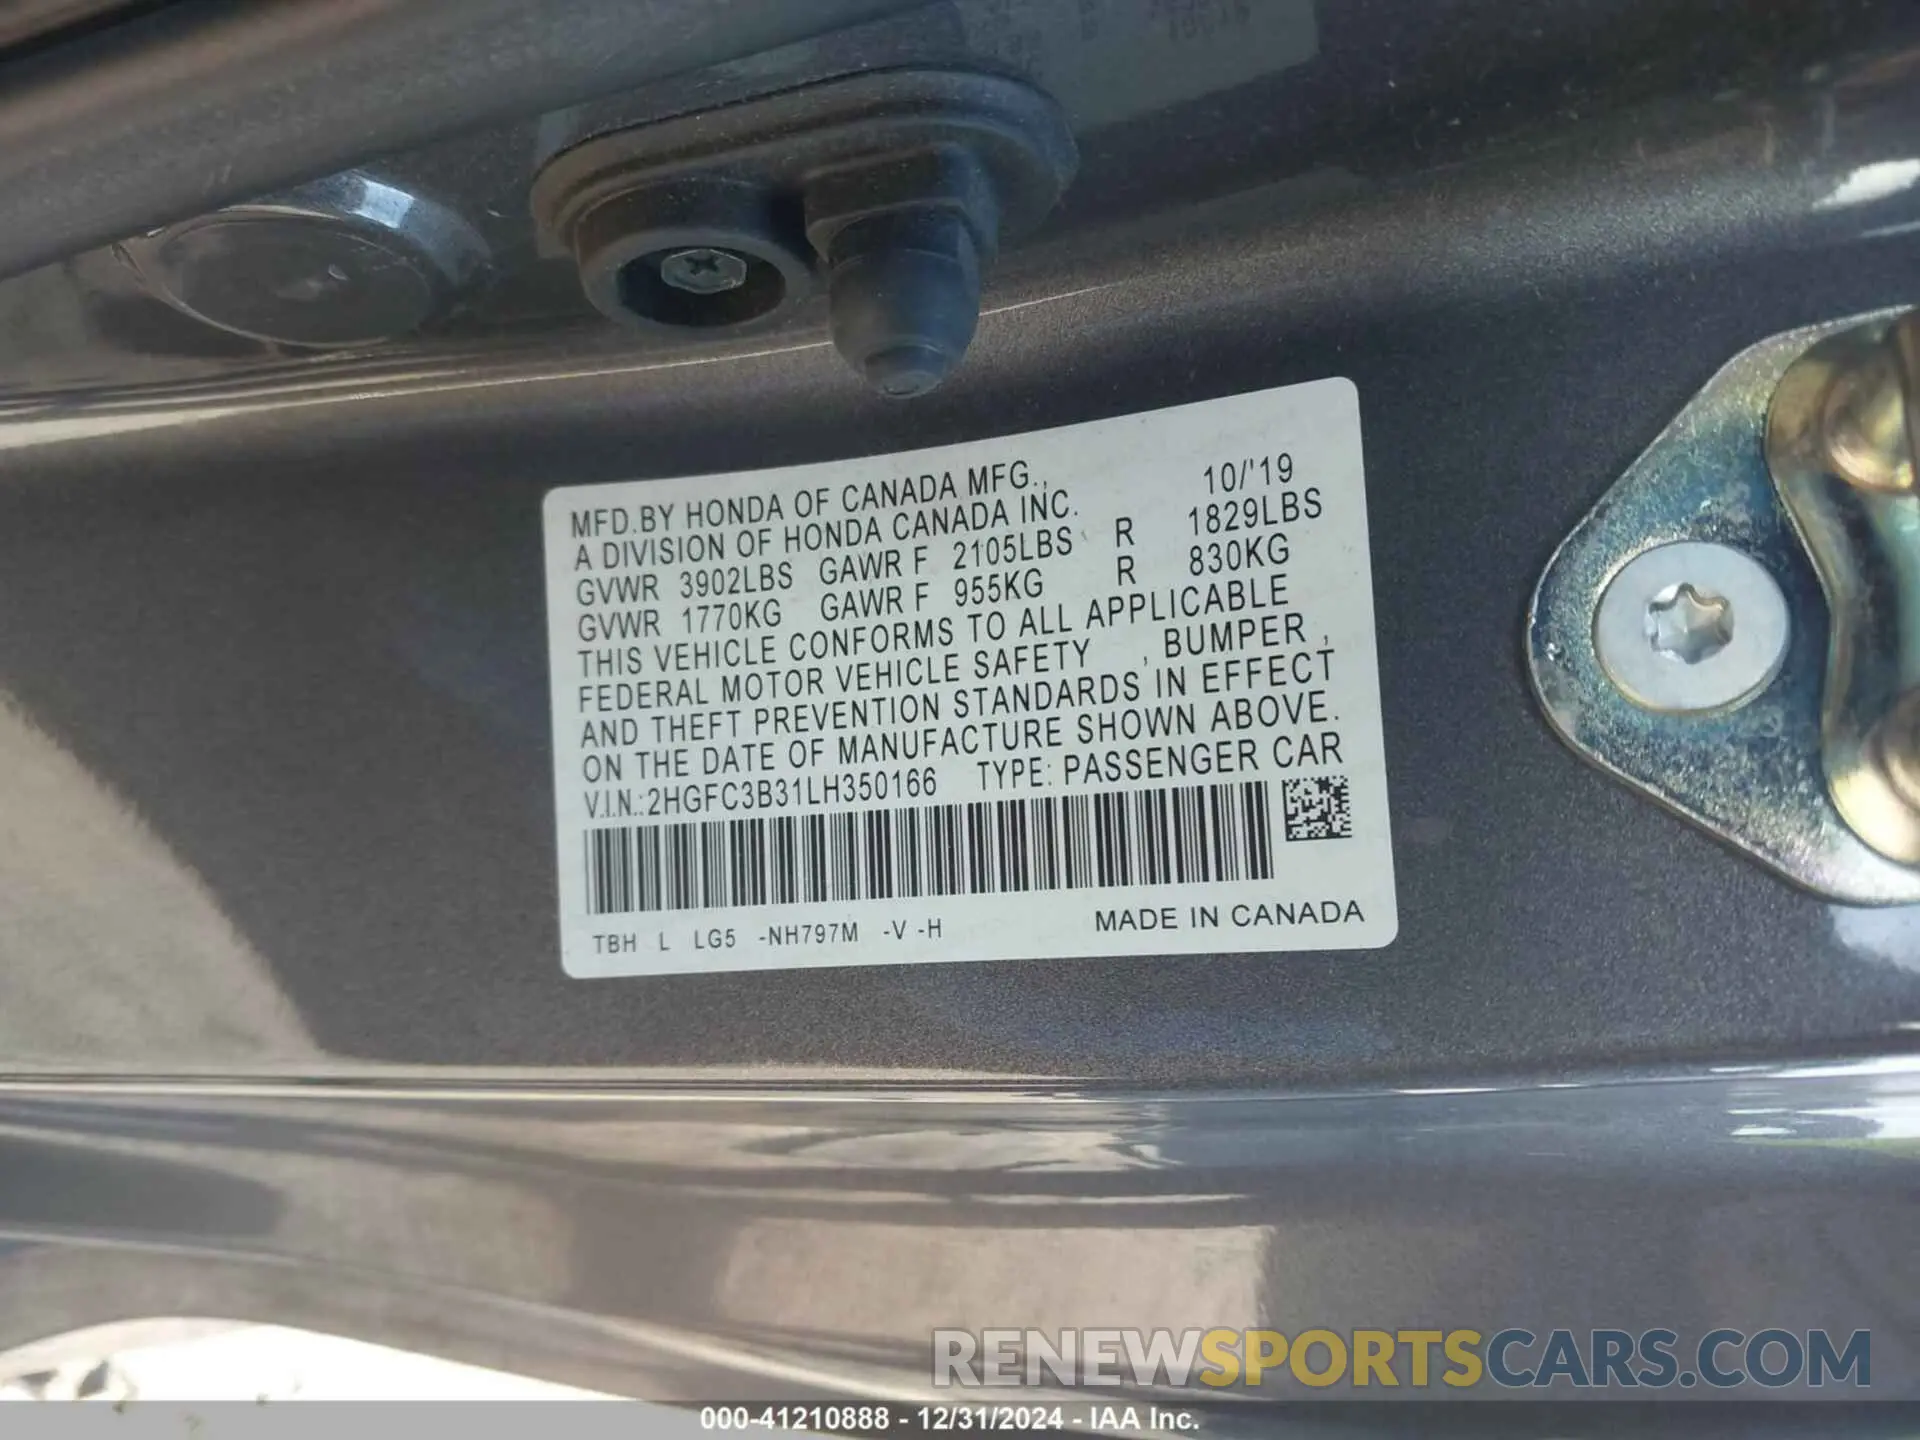 MFD.BY HONDA OF CANADA MFG., 10/'19
A DIVISION OF HONDA CANADA INC.
GVWR 3902LBS GAWR F 2105LBS R 1829LBS
GVWR 1770KG GAWR F 955KG R 830KG
THIS VEHICLE CONFORMS TO ALL APPLICABLE
FEDERAL MOTOR VEHICLE SAFETY , BUMPER ,
AND THEFT PREVENTION STANDARDS IN EFFECT
ON THE DATE OF MANUFACTURE SHOWN ABOVE.
V.I.N.:2HGFC3B31LH350166 TYPE: PASSENGER CAR
TBH L LG5 -NH797M -V -H MADE IN CANADA
RENEWSPORTSCARS.COM
000-41210888 - 12/31/2024 - IAA Inc.